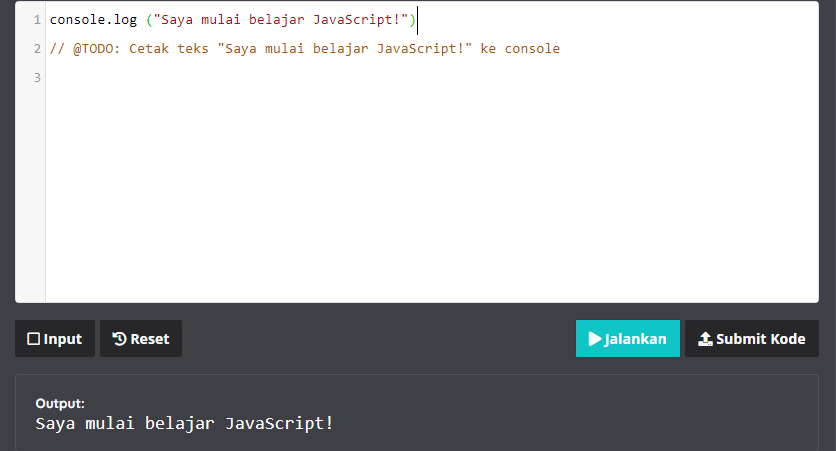 1 console.log ("Saya mulai belajar JavaScript!")
2 // @TODO: Cetak teks "Saya mulai belajar JavaScript!" ke console
3
Input Reset Jalankan Submit Kode
Output:
Saya mulai belajar JavaScript!